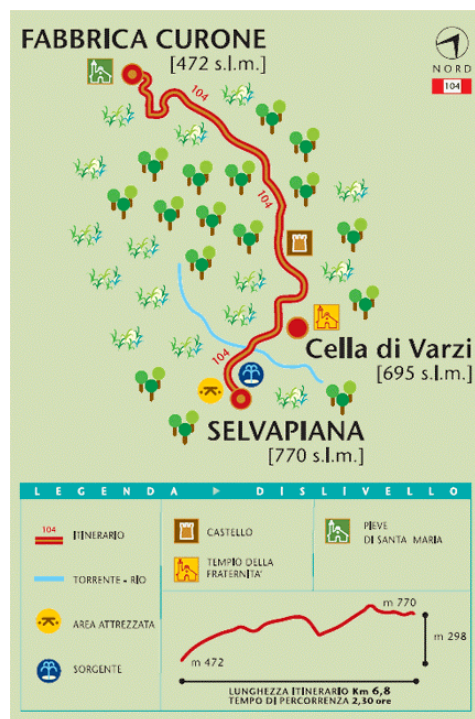 FABBRICA CURONE
[472 s.l.m.]
NORD
104
104
104
104
Cella di Varzi
[695 s.l.m.]
SELVAPIANA
[770 s.l.m.]
LEGENDA DISLIVELLO
104
ITINERARIO
TORRENTE - RIO
AREA ATTREZZATA
SORGENTE
CASTELLO
TEMPIO DELLA
FRATERNITA'
PIEVE
DI SANTA MARIA
m 770
m 298
m 472
LUNGHEZZA ITINERARIO Km 6,8
TEMPO DI PERCORRENZA 2,30 ore